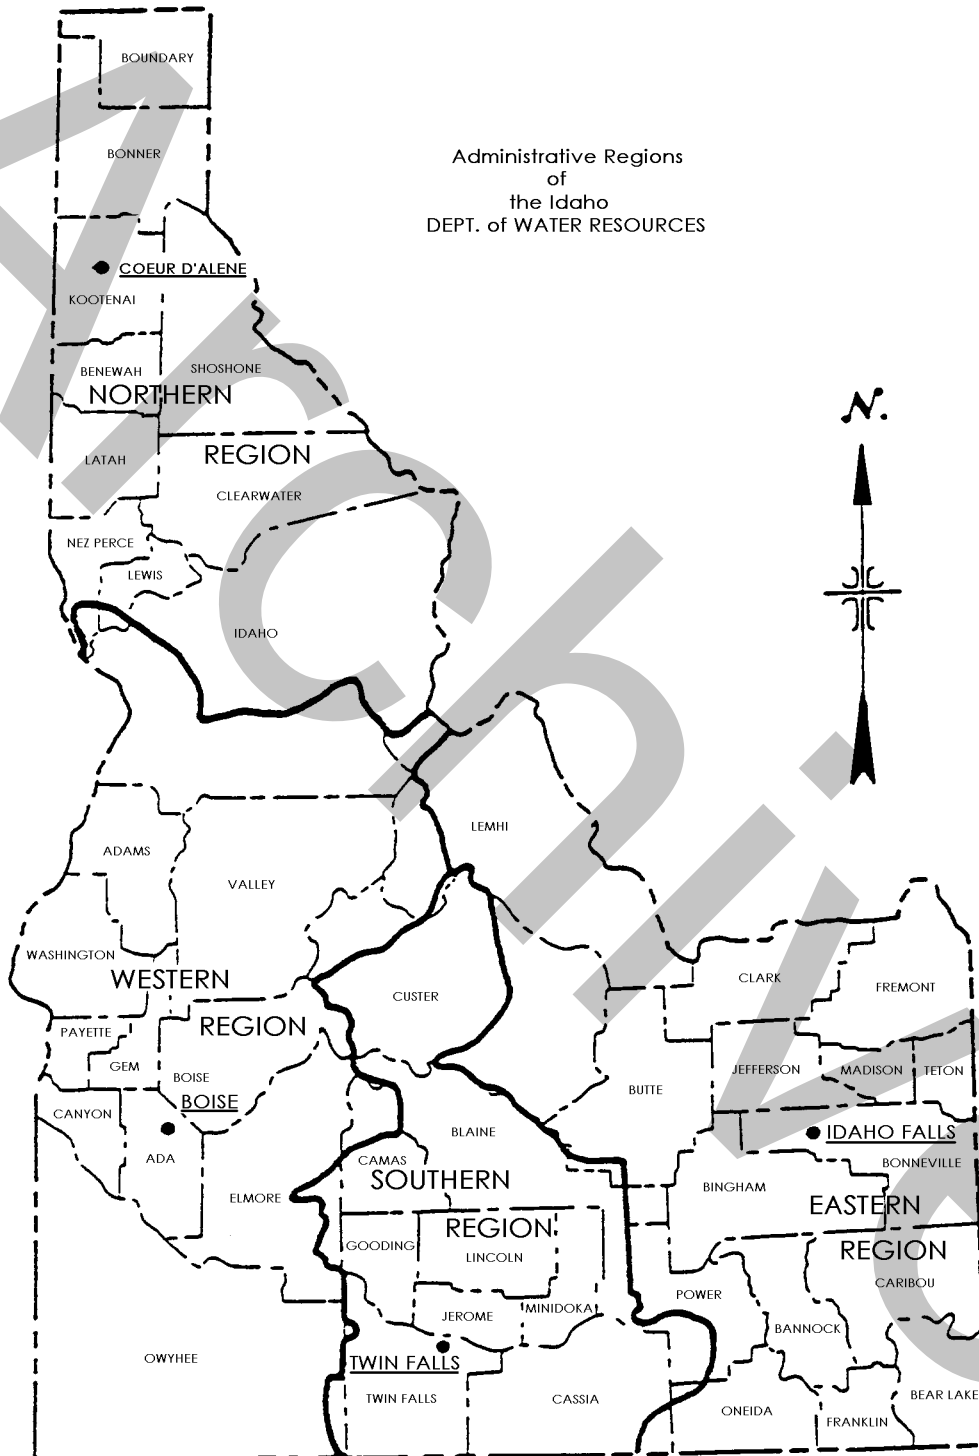 BOUNDARY
BONNER
Administrative Regions
of
the Idaho
DEPT. of WATER RESOURCES
COEUR D'ALENE
KOOTENAI
BENEWAH
SHOSHONE
NORTHERN
REGION
LATAH
CLEARWATER
N.
NEZ PERCE
LEWIS
IDAHO
LEMHI
ADAMS
VALLEY
WASHINGTON
WESTERN
REGION
CUSTER
CLARK
FREMONT
PAYETTE
GEM
BOISE
BOISE
CANYON
ADA
ELMORE
BUTTE
JEFFERSON
MADISON
TETON
IDAHO FALLS
BONNEVILLE
BLAINE
CAMAS
SOUTHERN
REGION
BINGHAM
EASTERN
REGION
GOODING
LINCOLN
CARIBOU
JEROME
MINIDOKA
POWER
BANNOCK
OWYHEE
TWIN FALLS
TWIN FALLS
CASSIA
ONEIDA
FRANKLIN
BEAR LAKE
Archive